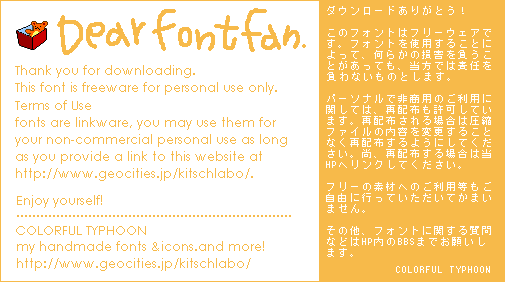 Dear Fontfan.
Thank you for downloading.
This font is freeware for personal use only.
Terms of Use
fonts are linkware, you may use them for
your non-commercial personal use as long
as you provide a link to this website at
http://www.geocities.jp/kitschlabo/.
Enjoy yourself!
COLORFUL TYPHOON
my handmade fonts &icons.and more!
http://www.geocities.jp/kitschlabo/
ダウンロードありがとう！
このフォントはフリーウェアで
す。フォントを使用することに
よって、何らかの損害を負うこ
とがあっても、当方では責任を
負わないものとします。
パーソナルで非商用のご利用に
関しては、再配布も許可してい
ます。再配布される場合は圧縮
ファイルの内容を変更すること
なく再配布するようにしてくだ
さい。尚、再配布する場合は当
HPへリンクしてください。
フリーの素材へのご利用等もご
自由に行っていただいてかまい
ません。
その他、フォントに関する質問
などはHP内のBBSまでお願いし
ます。
COLORFUL TYPHOON